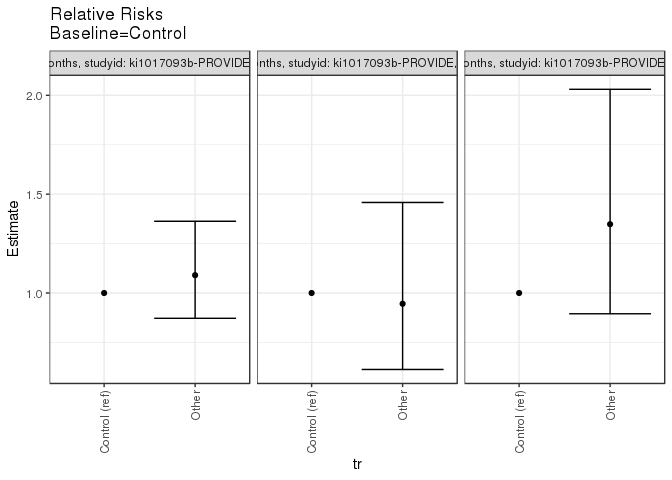 Relative Risks
Baseline=Control
onths, studyid: ki1017093b-PROVIDE
nths, studyid: ki1017093b-PROVIDE,
onths, studyid: ki1017093b-PROVIDE
Estimate
2.0
1.5
1.0
Control (ref)
Other
Control (ref)
Other
Control (ref)
Other
tr